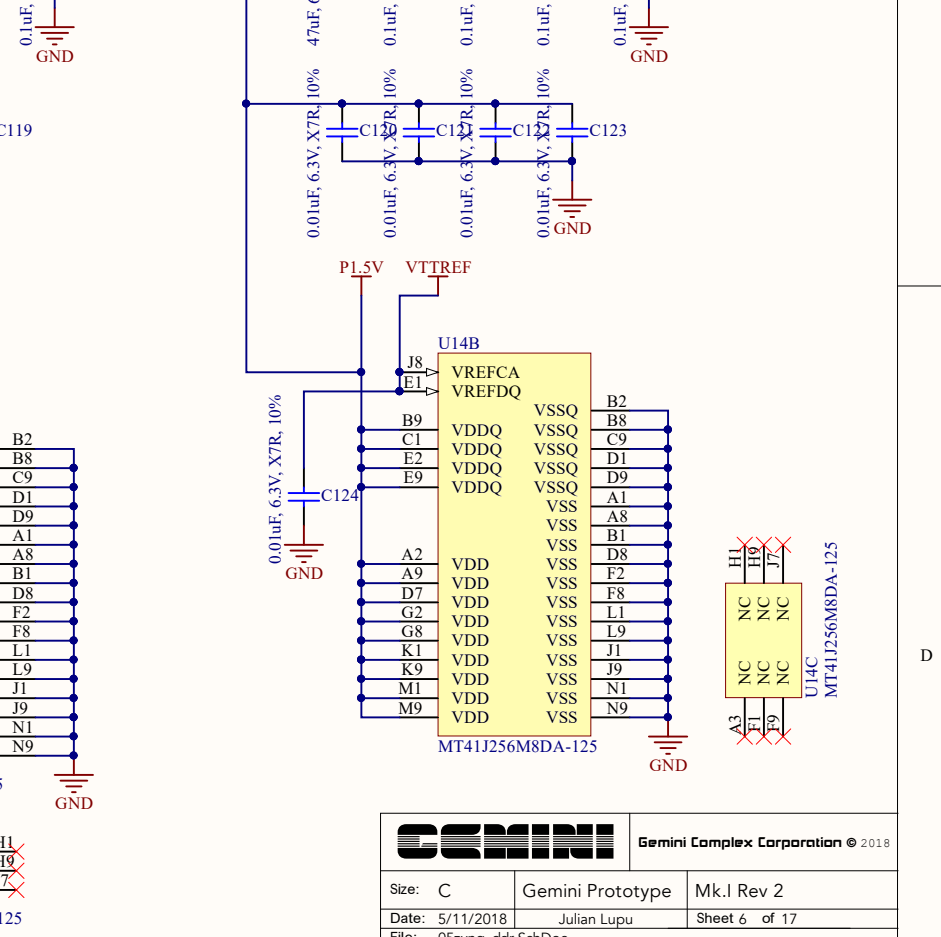 0.1uF,
47uF, 6
0.1uF,
0.1uF,
0.1uF,
0.1uF,
GND
GND
C119
0.01uF, 6.3V, X7R, 10%
C120
0.01uF, 6.3V, X7R, 10%
C121
0.01uF, 6.3V, X7R, 10%
C122
0.01uF, 6.3V, X7R, 10%
C123
GND
P1.5V
VTTREF
U14B
J8 VREFCA
E1 VREFDQ
VSSQ B2
B9 VDDQ VSSQ B8
C1 VDDQ VSSQ C9
E2 VDDQ VSSQ D1
E9 VDDQ VSSQ D9
VSS A1
VSS A8
VSS B1
A2 VDD VSS D8
A9 VDD VSS F2
D7 VDD VSS F8
G2 VDD VSS L1
G8 VDD VSS L9
K1 VDD VSS J1
K9 VDD VSS J9
M1 VDD VSS N1
M9 VDD VSS N9
MT41J256M8DA-125
GND
0.01uF, 6.3V, X7R, 10%
C124
GND
B2
B8
C9
D1
D9
A1
A8
B1
D8
F2
F8
L1
L9
J1
J9
N1
N9
GND
H1
H9
7
125
H1 H9 J7
NC NC NC
NC NC NC
A3 F1 F9
U14C
MT41J256M8DA-125
D
GEMINI
Gemini Complex Corporation © 2018
Size: C
Gemini Prototype
Mk.I Rev 2
Date: 5/11/2018
Julian Lupu
Sheet 6 of 17
File: 05zynq_ddr.SchDoc